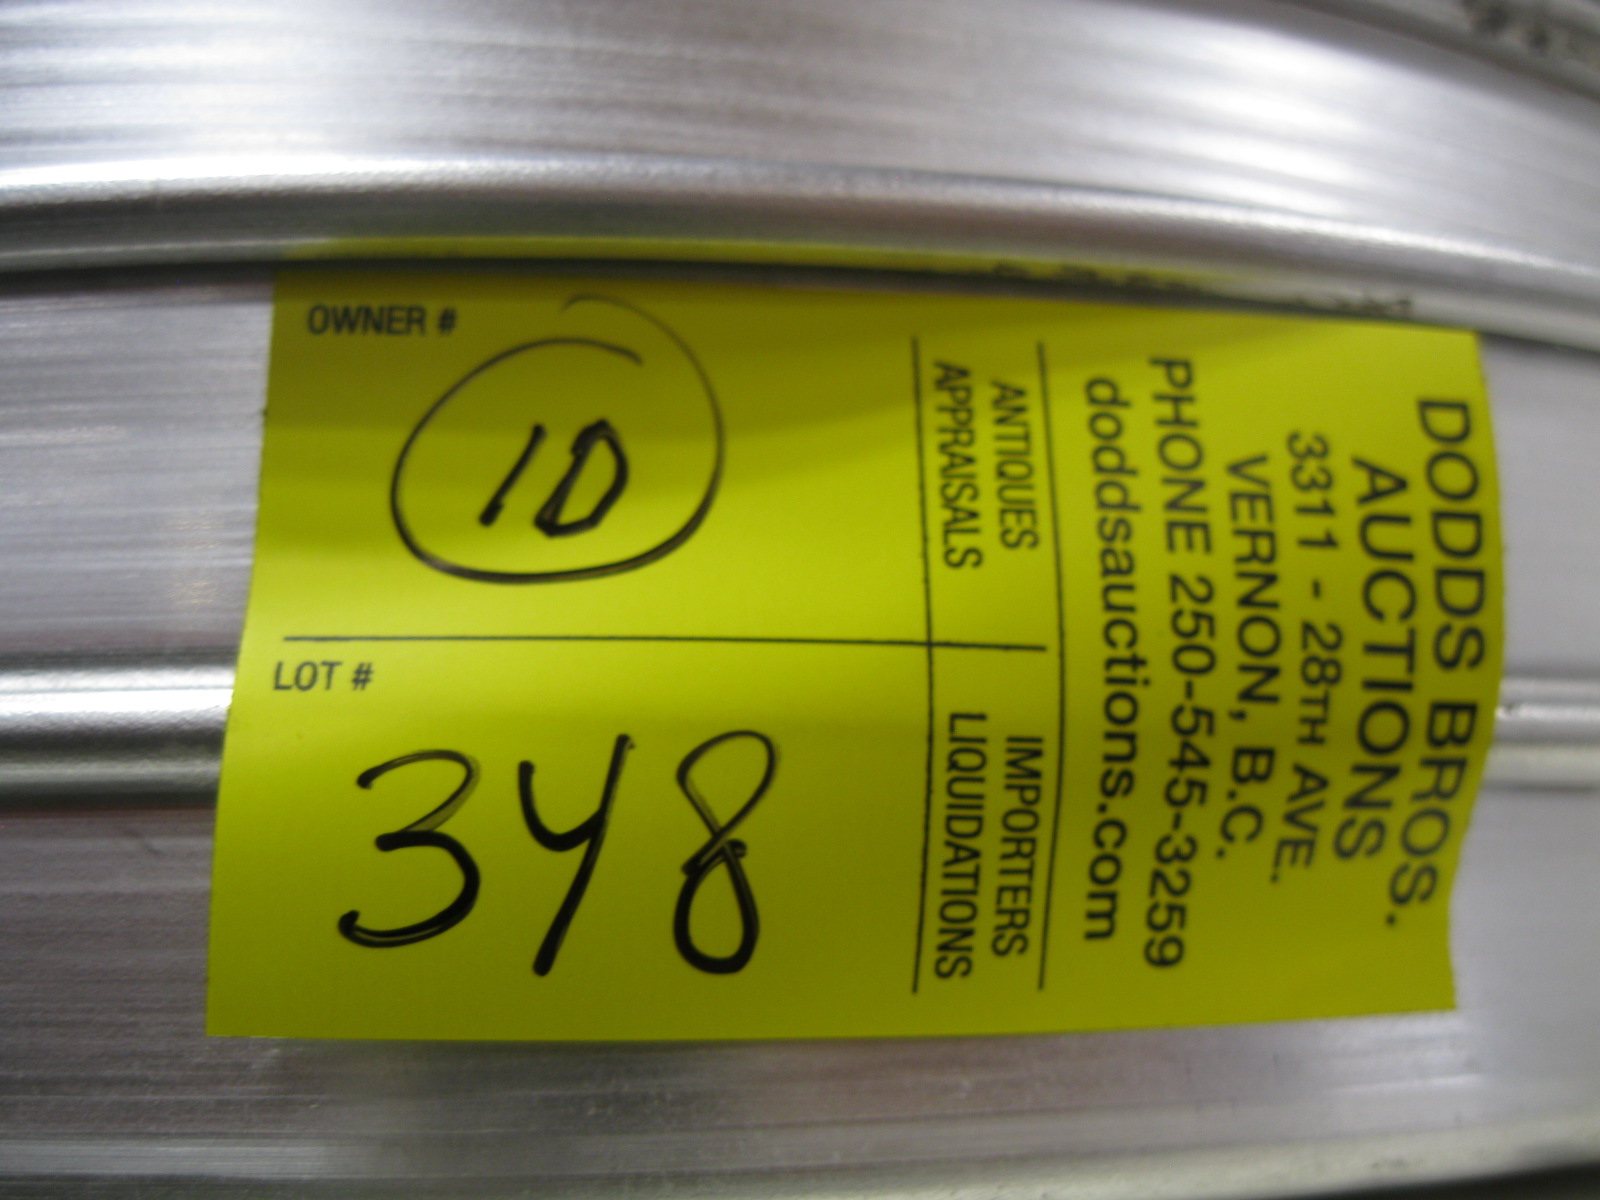 DODDS BROS.
AUCTIONS
3311 - 28TH AVE.
VERNON, B.C.
PHONE 250-545-3259
doddsauctions.com
ANTIQUES
APPRAISALS
IMPORTERS
LIQUIDATIONS
OWNER #
10
LOT #
348